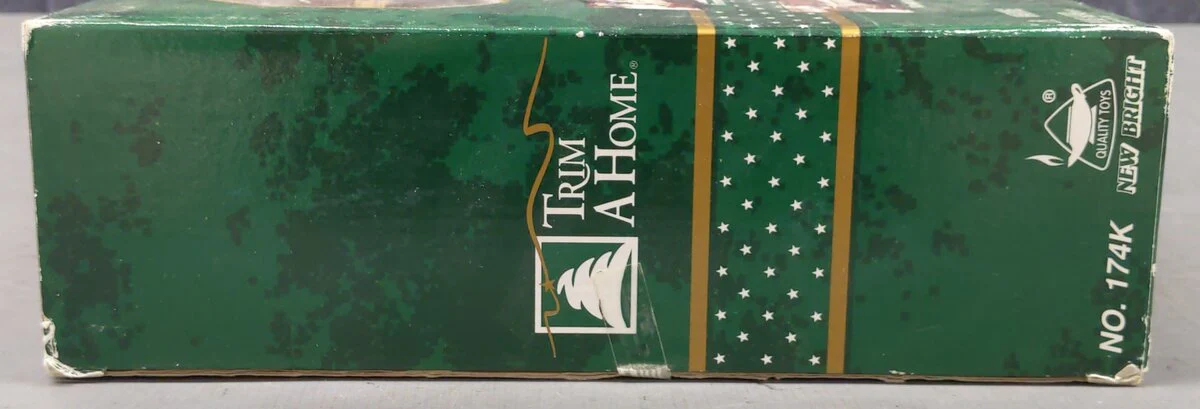 TRIM
A HOME®
®
QUALITY TOYS
NEW BRIGHT
NO. 174K